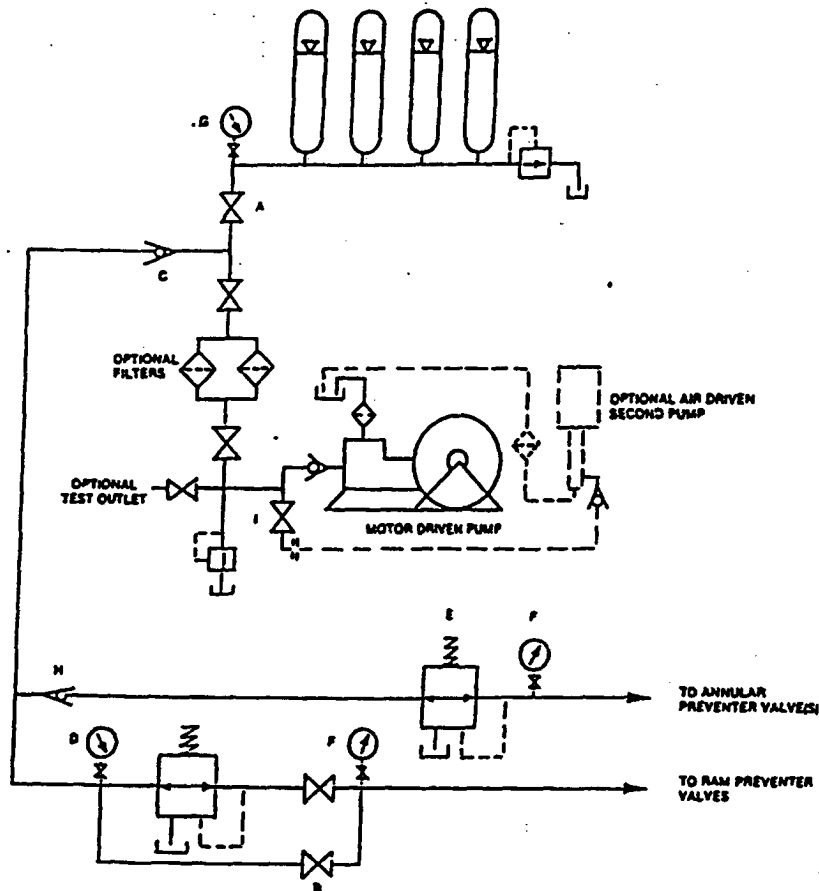 G
A
C
OPTIONAL
FILTERS
OPTIONAL AIR DRIVEN
SECOND PUMP
OPTIONAL
TEST OUTLET
I
MOTOR DRIVEN PUMP
E
F
H
TO ANNULAR
PREVENTER VALVE(S)
D
F
TO RAM PREVENTER
VALVES
B